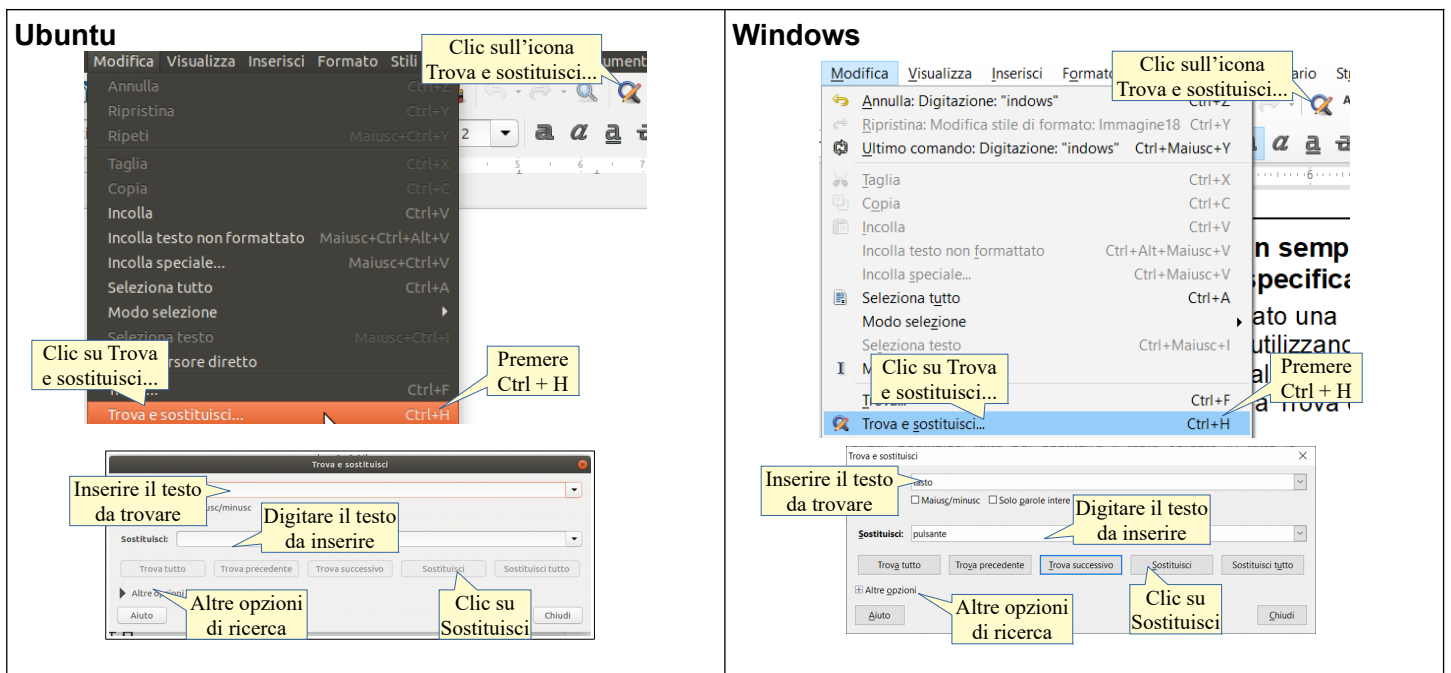 Ubuntu
Clic sull'icona
Trova e sostituisci...
Modifica Visualizza Inserisci Formato Stili
Annulla
Ripristina Ctrl+Y
Ripeti Maiusc+Ctrl+Y
Taglia Ctrl+X
Copia Ctrl+C
Incolla Ctrl+V
Incolla testo non formattato Maiusc+Ctrl+Alt+V
Incolla speciale... Maiusc+Ctrl+V
Seleziona tutto Ctrl+A
Modo selezione
Seleziona testo Maiusc+Ctrl+I
Clic su Trova
e sostituisci...
diretto
Premere
Ctrl + H
Ctrl+F
Trova e sostituisci... Ctrl+H
2
5 6 7
Trova e sostituisci
Inserire il testo
da trovare
Digitare il testo
da inserire
Sostituisci:
Trova tutto Trova precedente Trova successivo Sostituisci Sostituisci tutto
Altre opzioni
Altre opzioni
di ricerca
Clic su
Sostituisci
Aiuto Chiudi
Windows
Clic sull'icona
Trova e sostituisci...
Modifica Visualizza Inserisci Formato
Annulla: Digitazione: "indows" Ctrl+Z
Ripristina: Modifica stile di formato: Immagine18 Ctrl+Y
Ultimo comando: Digitazione: "indows" Ctrl+Maiusc+Y
Taglia Ctrl+X
Copia Ctrl+C
Incolla Ctrl+V
Incolla testo non formattato Ctrl+Alt+Maiusc+V
Incolla speciale... Ctrl+Maiusc+V
Seleziona tutto Ctrl+A
Modo selezione
Seleziona testo Ctrl+Maiusc+I
Clic su Trova
e sostituisci...
Premere
Ctrl + H
Trova... Ctrl+F
Trova e sostituisci... Ctrl+H
6
n semp
specifica
ato una
utilizzand
Trova e sostituisci
Inserire il testo
da trovare
testo
Maiusc/minusc Solo parole intere
Digitare il testo
da inserire
Sostituisci: pulsante
Trova tutto Trova precedente Trova successivo Sostituisci Sostituisci tutto
Altre opzioni
Altre opzioni
di ricerca
Clic su
Sostituisci
Aiuto Chiudi